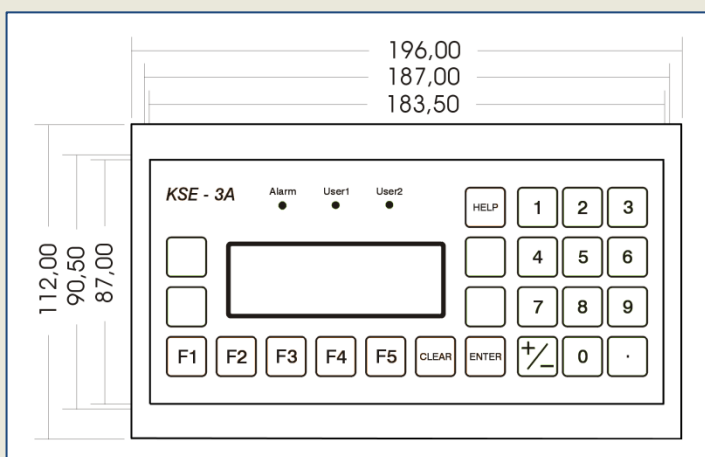 196,00
187,00
183,50
112,00
90,50
87,00
KSE - 3A
Alarm User1 User2
HELP 1 2 3
4 5 6
7 8 9
F1 F2 F3 F4 F5 CLEAR ENTER +/- 0 .